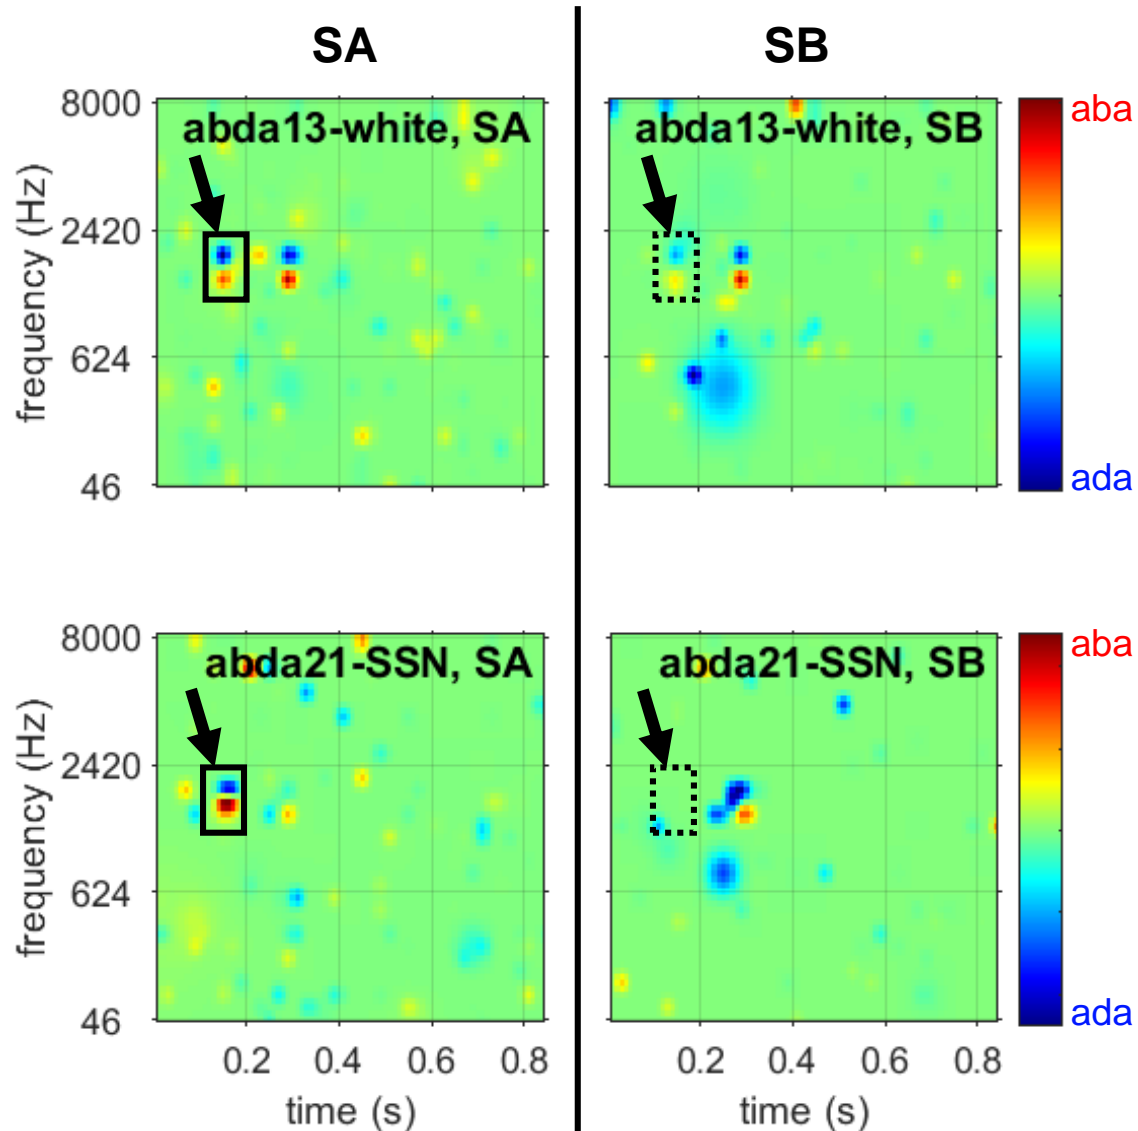 SA
SB
abda13-white, SA
abda13-white, SB
8000
2420
624
46
frequency (Hz)
aba
ada
abda21-SSN, SA
abda21-SSN, SB
8000
2420
624
46
frequency (Hz)
aba
ada
0.2 0.4 0.6 0.8
0.2 0.4 0.6 0.8
time (s)
time (s)